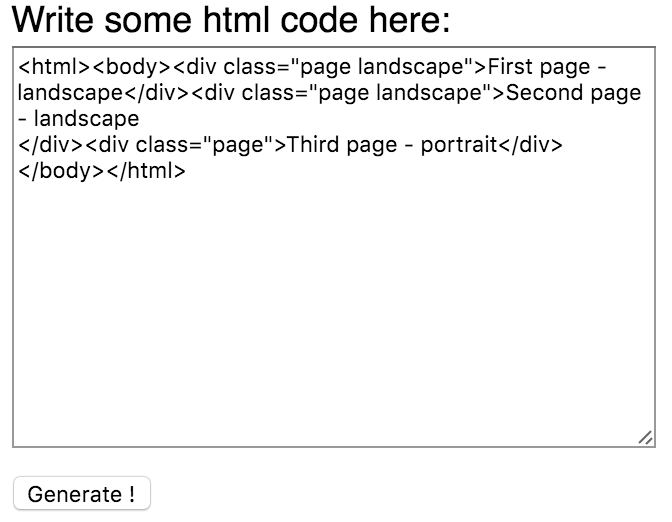 Write some html code here:
<html><body><div class="page landscape">First page -
landscape</div><div class="page landscape">Second page
- landscape
</div><div class="page">Third page - portrait</div>
</body></html>
Generate !